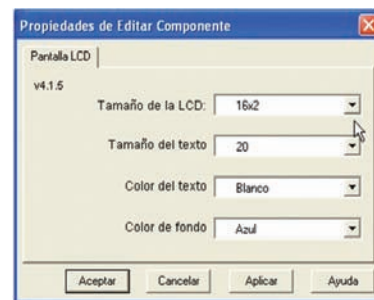 Propiedades de Editar Componente
Pantalla LCD
v4.1.5
Tamaño de la LCD: 16x2
Tamaño del texto 20
Color del texto Blanco
Color de fondo Azul
Aceptar Cancelar Aplicar Ayuda